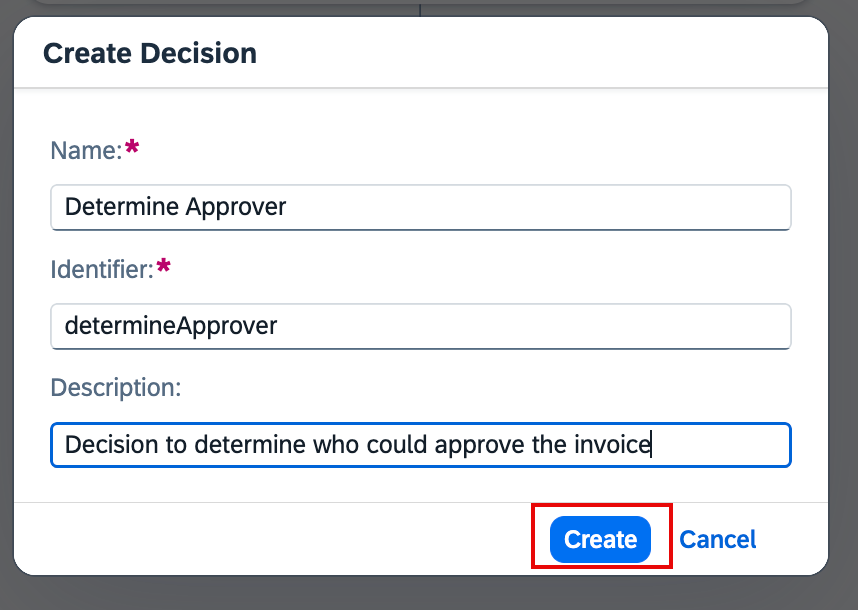 Create Decision
Name:*
Determine Approver
Identifier:*
determineApprover
Description:
Decision to determine who could approve the invoice
Create Cancel